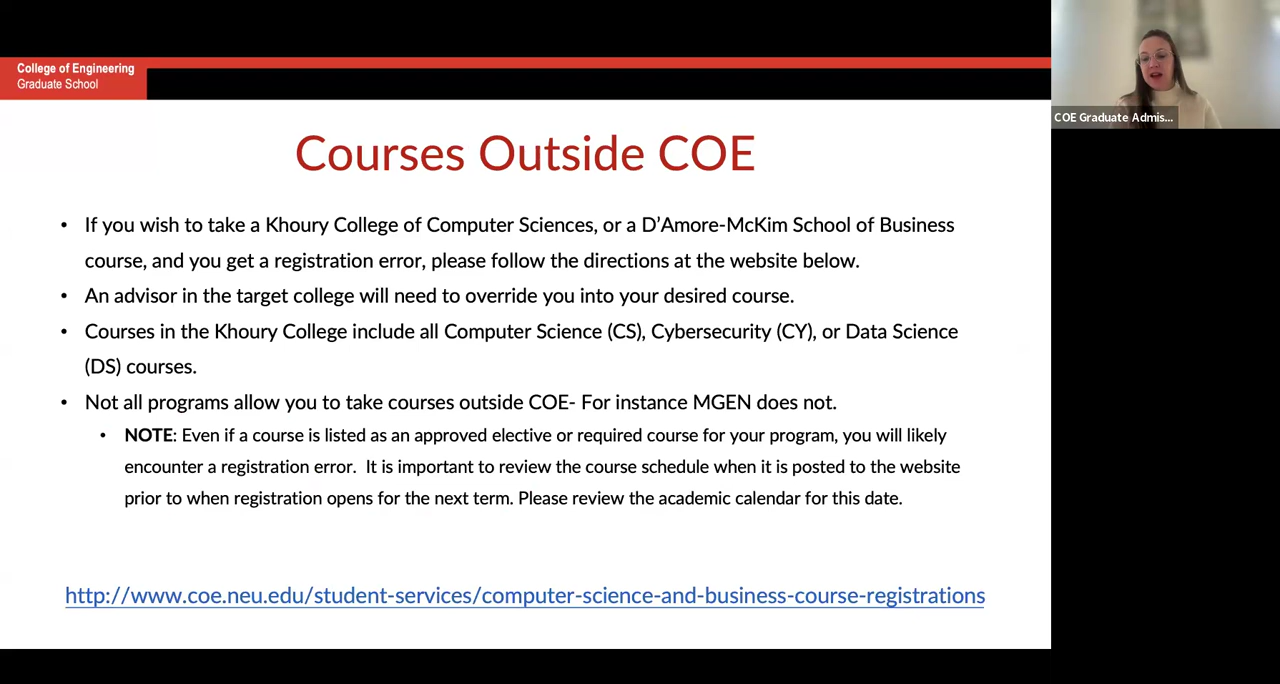 College of Engineering
Graduate School
COE Graduate Admis...
Courses Outside COE
• If you wish to take a Khoury College of Computer Sciences, or a D’Amore-McKim School of Business
course, and you get a registration error, please follow the directions at the website below.
• An advisor in the target college will need to override you into your desired course.
• Courses in the Khoury College include all Computer Science (CS), Cybersecurity (CY), or Data Science
(DS) courses.
• Not all programs allow you to take courses outside COE- For instance MGEN does not.
• NOTE: Even if a course is listed as an approved elective or required course for your program, you will likely
encounter a registration error. It is important to review the course schedule when it is posted to the website
prior to when registration opens for the next term. Please review the academic calendar for this date.
http://www.coe.neu.edu/student-services/computer-science-and-business-course-registrations